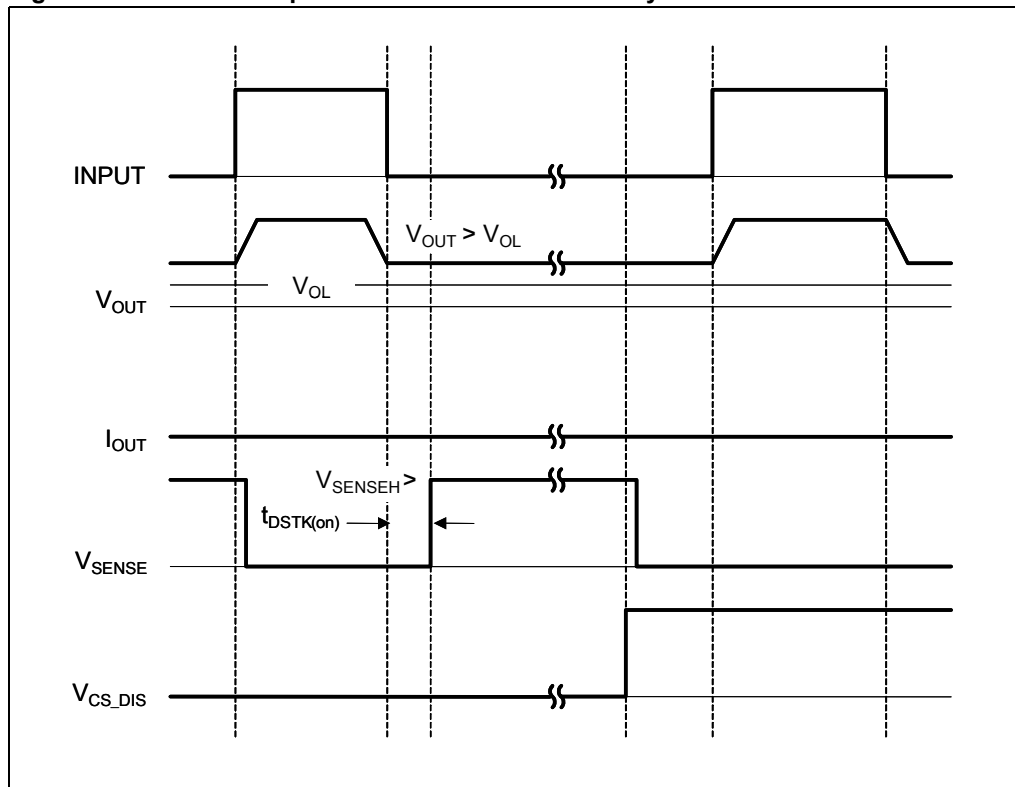 INPUT
V_OUT > V_OL
V_OL
V_OUT
I_OUT
V_SENSEH >
t_DSTK(on)
V_SENSE
V_CS_DIS